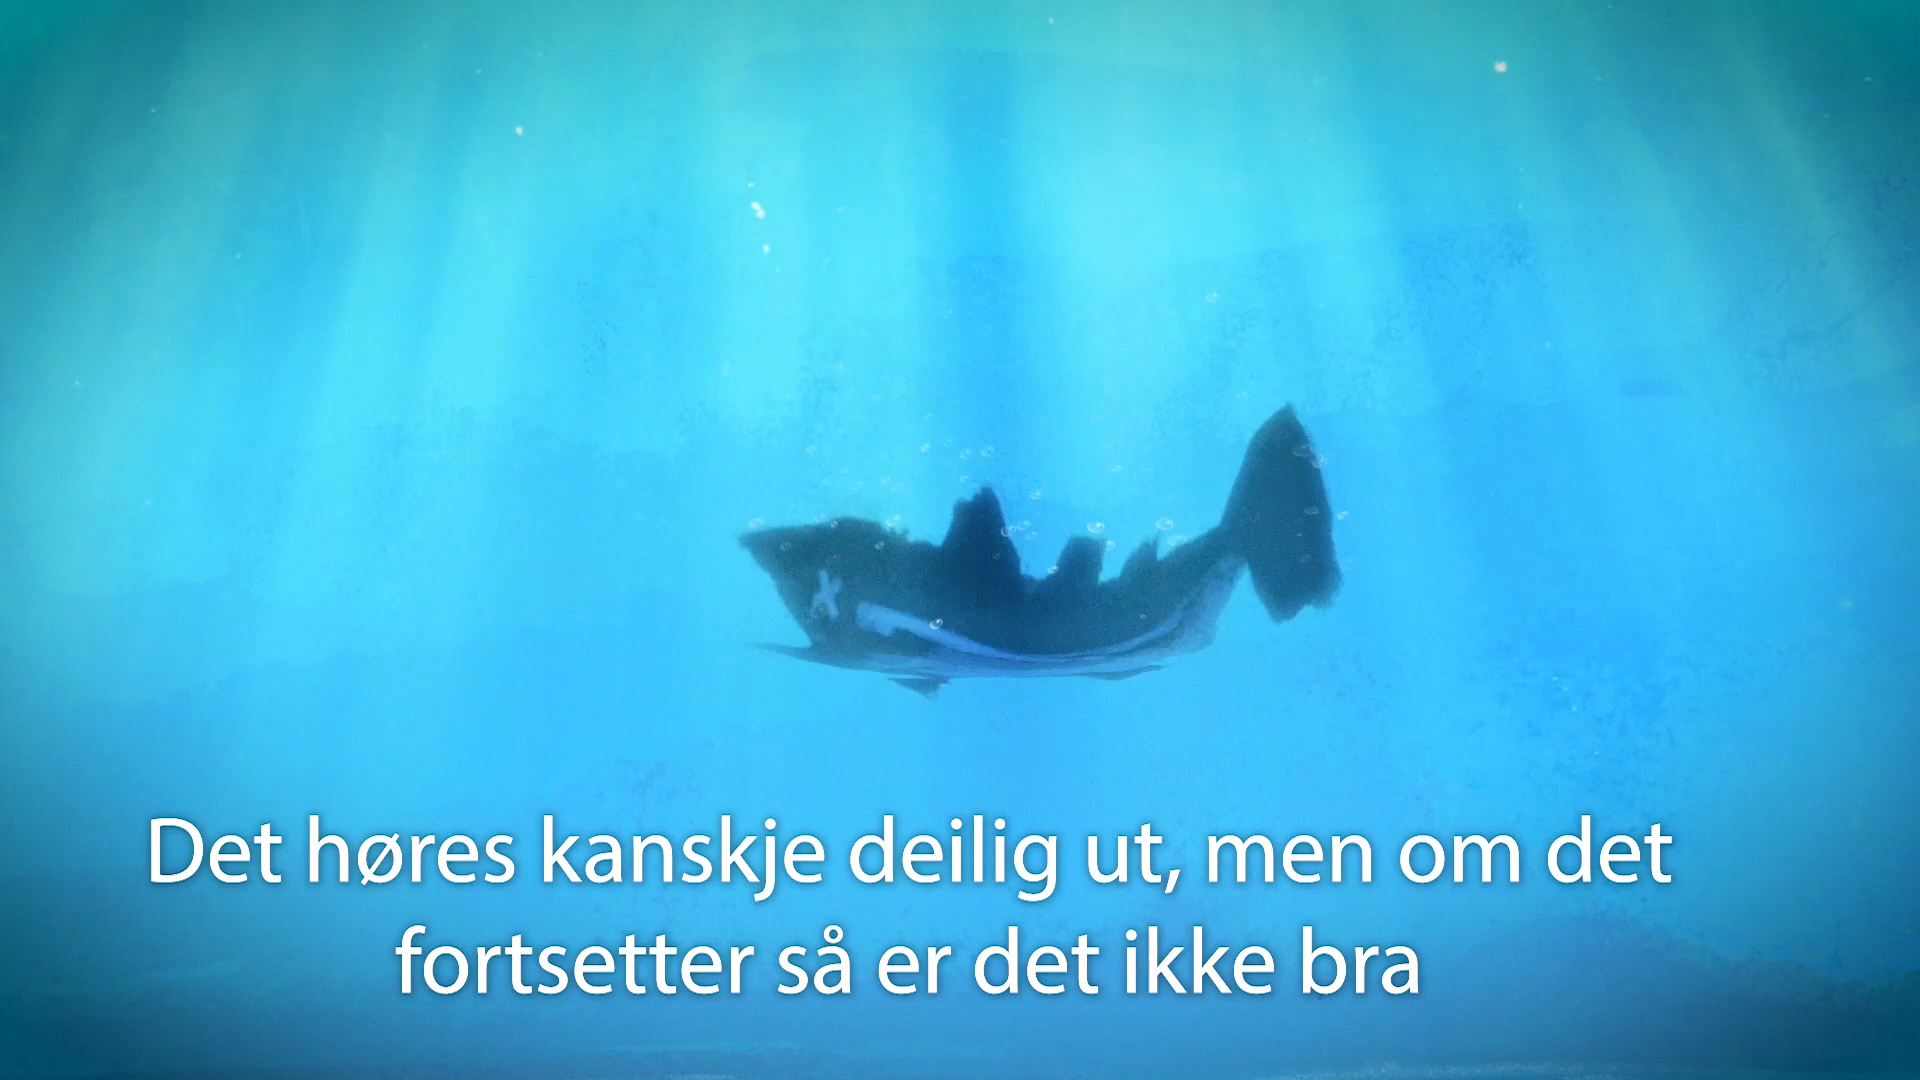 Det høres kanskje deilig ut, men om det
fortsetter så er det ikke bra